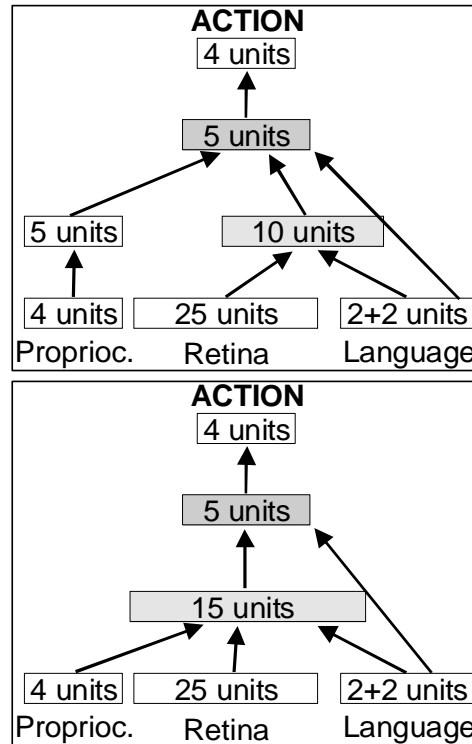 ACTION
4 units
5 units
5 units
10 units
4 units
25 units
2+2 units
Proprioc.
Retina
Language
ACTION
4 units
5 units
15 units
4 units
25 units
2+2 units
Proprioc.
Retina
Language